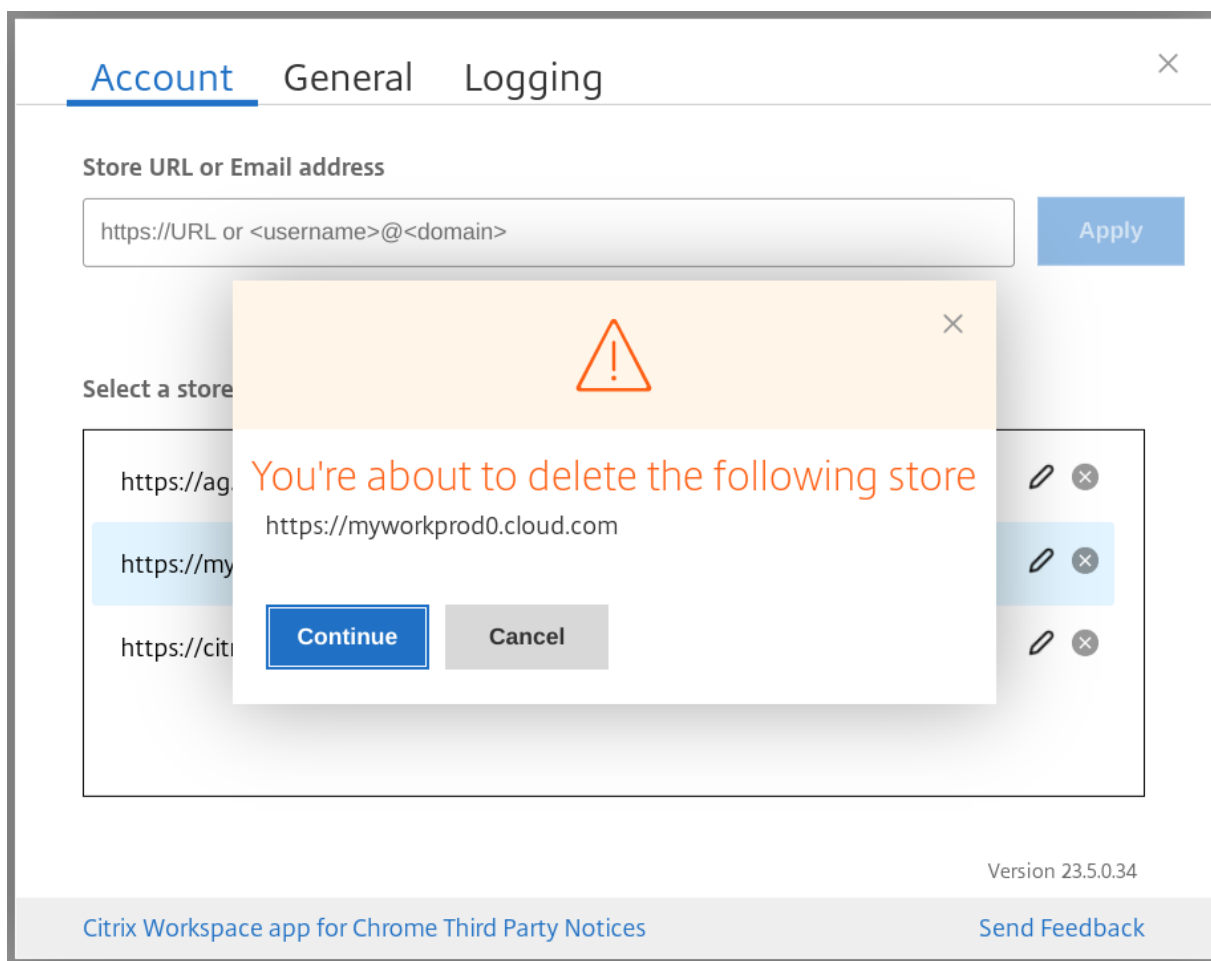 Account General Logging
Store URL or Email address
https://URL or <username>@<domain>
Apply
Select a store
https://ag
You're about to delete the following store
https://myworkprod0.cloud.com
https://my
Continue Cancel
https://cit
Version 23.5.0.34
Citrix Workspace app for Chrome Third Party Notices
Send Feedback